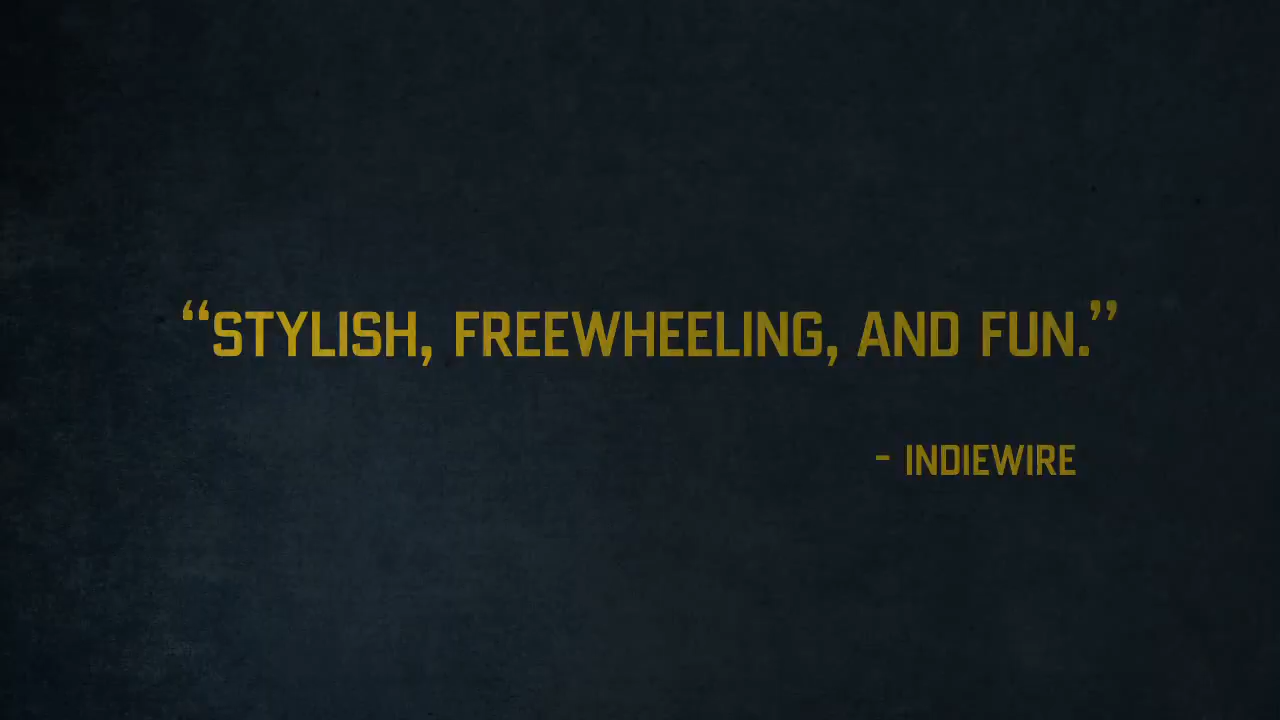 “STYLISH, FREEWHEELING, AND FUN.”
- INDIEWIRE